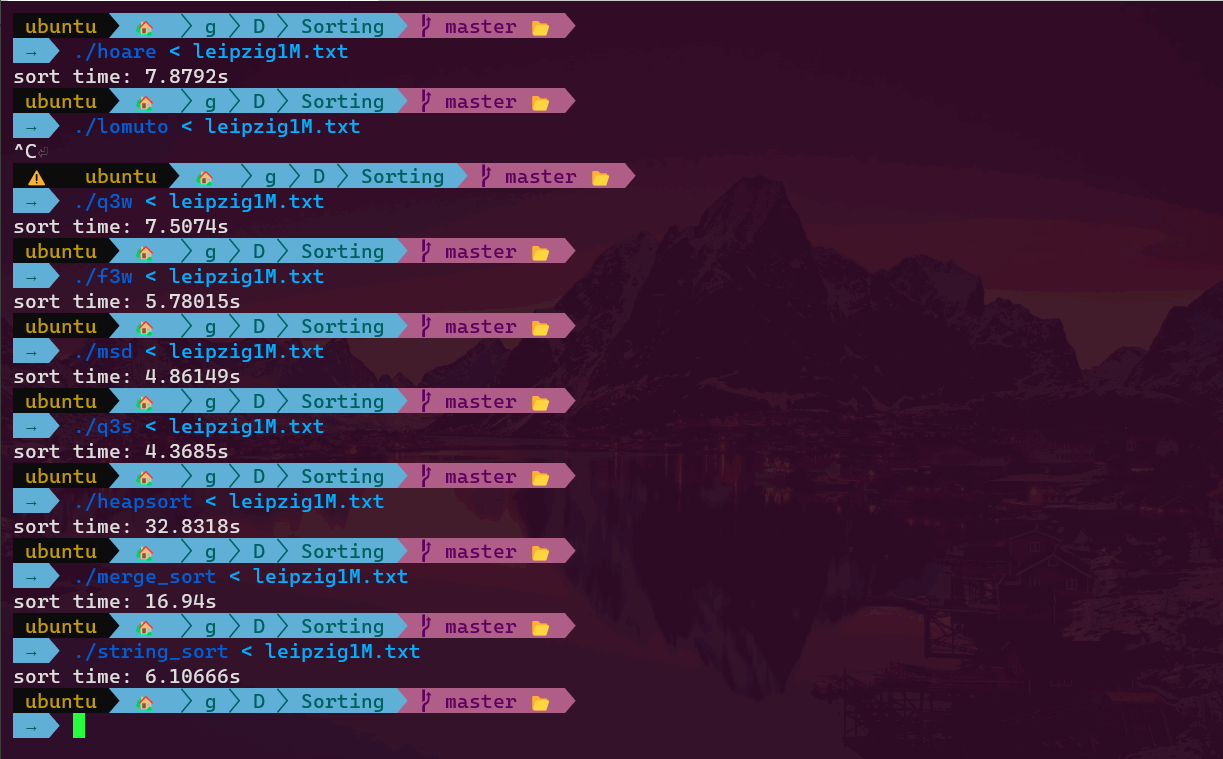 ubuntu g D Sorting master
→ ./hoare < leipzig1M.txt
sort time: 7.8792s
ubuntu g D Sorting master
→ ./lomuto < leipzig1M.txt
^C⏎
ubuntu g D Sorting master
→ ./q3w < leipzig1M.txt
sort time: 7.5074s
ubuntu g D Sorting master
→ ./f3w < leipzig1M.txt
sort time: 5.78015s
ubuntu g D Sorting master
→ ./msd < leipzig1M.txt
sort time: 4.86149s
ubuntu g D Sorting master
→ ./q3s < leipzig1M.txt
sort time: 4.3685s
ubuntu g D Sorting master
→ ./heapsort < leipzig1M.txt
sort time: 32.8318s
ubuntu g D Sorting master
→ ./merge_sort < leipzig1M.txt
sort time: 16.94s
ubuntu g D Sorting master
→ ./string_sort < leipzig1M.txt
sort time: 6.10666s
ubuntu g D Sorting master
→